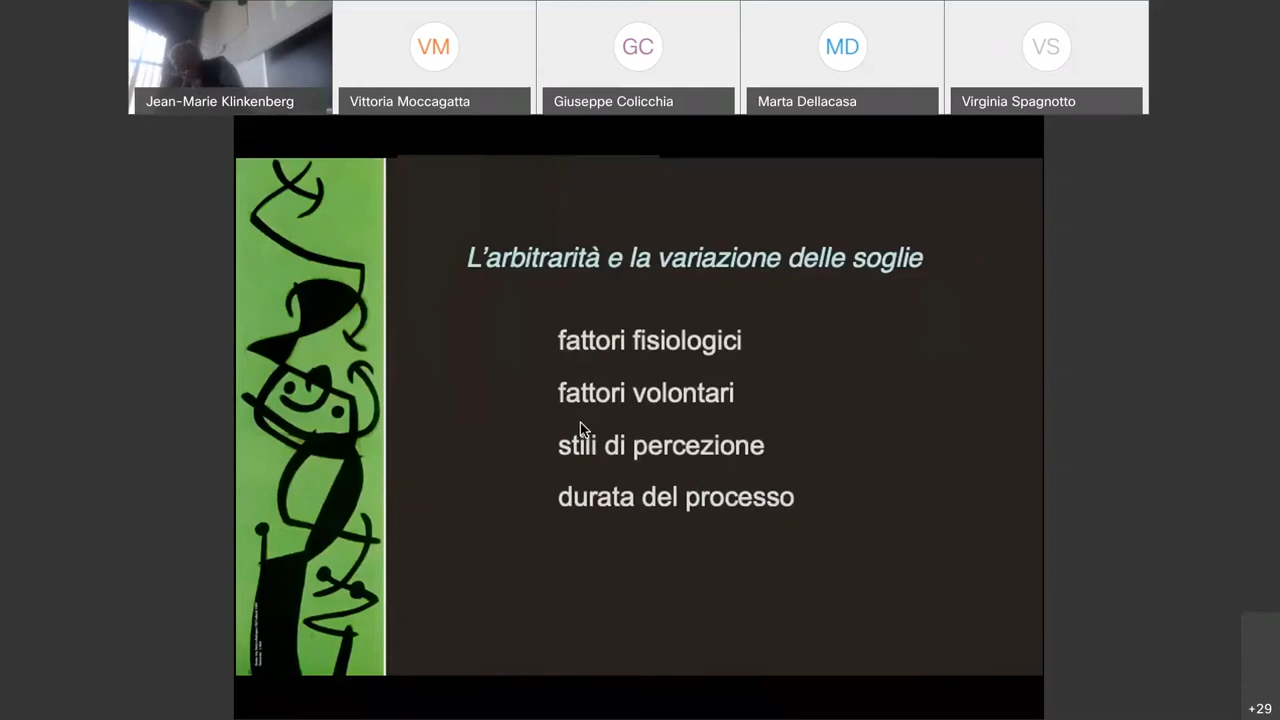 VM
GC
MD
VS
Jean-Marie Klinkenberg
Vittoria Moccagatta
Giuseppe Colicchia
Marta Dellacasa
Virginia Spagnotto
L'arbitrarità e la variazione delle soglie
fattori fisiologici
fattori volontari
stili di percezione
durata del processo
+29